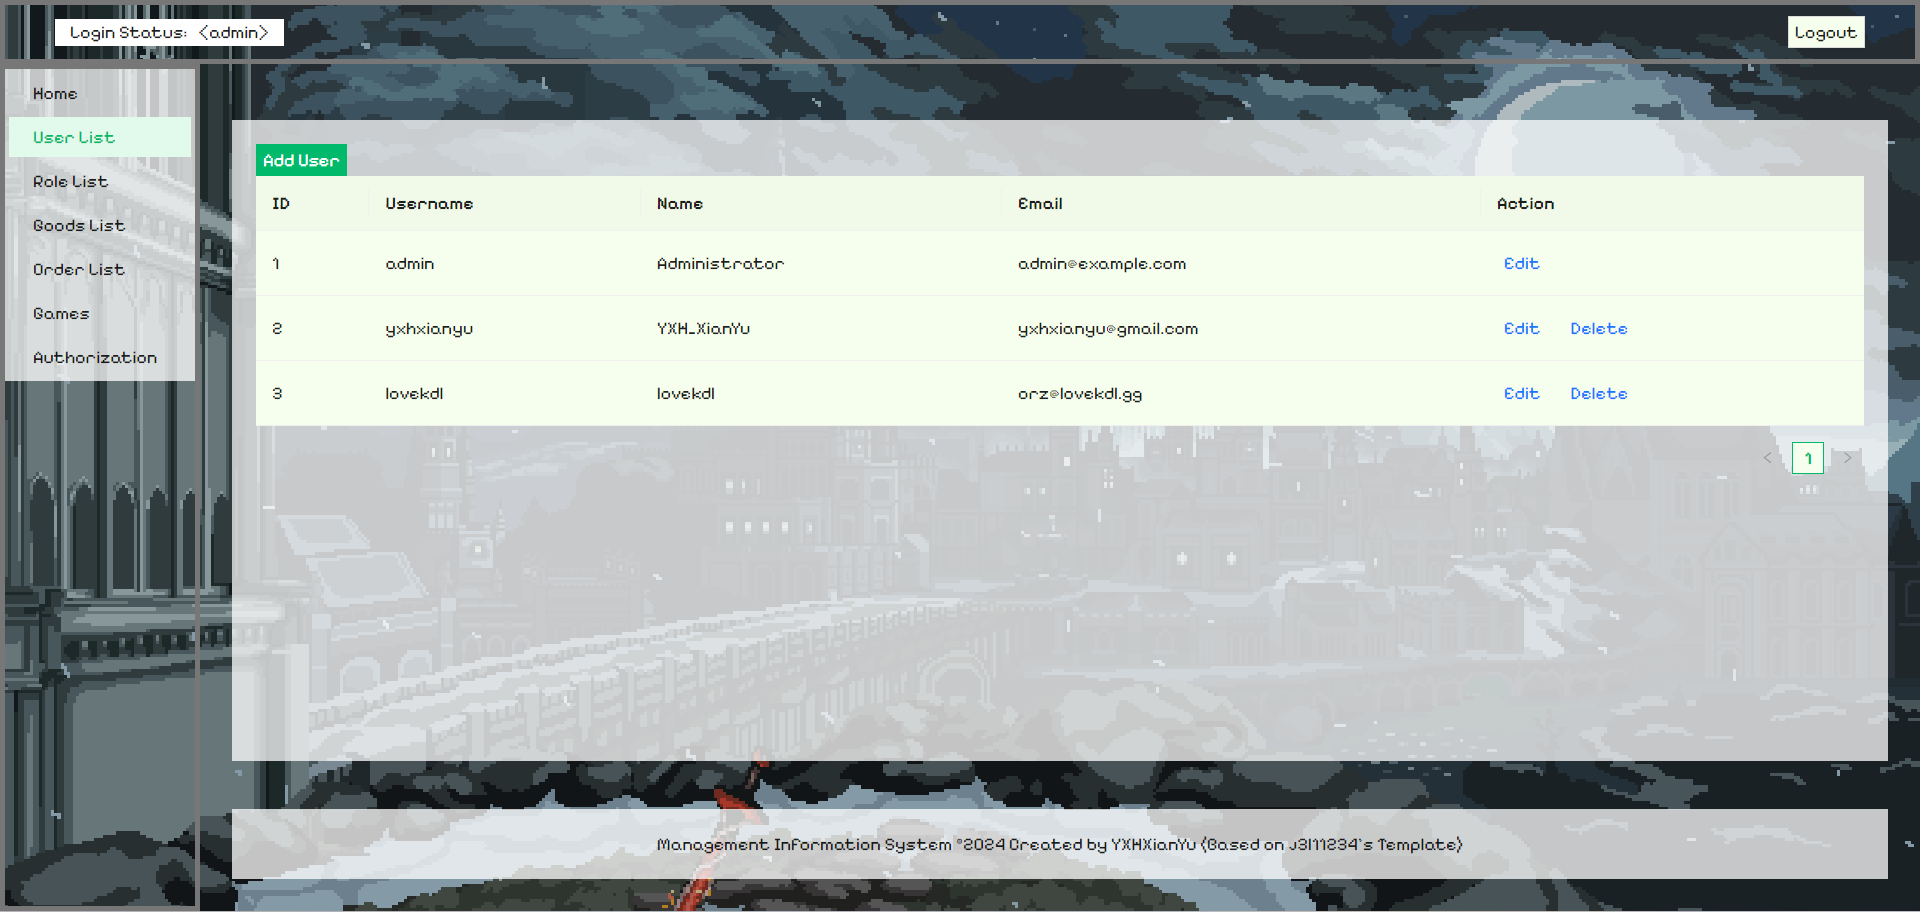 Login Status: <admin>
Logout
Home
User List
Role List
Goods List
Order List
Games
Authorization
Add User
ID Username Name Email Action
1 admin Administrator admin@example.com Edit
2 yxhxianyu YXH_XianYu yxhxianyu@gmail.com Edit Delete
3 lovekdl lovekdl orz@lovekdl.gg Edit Delete
< 1 >
Management Information System ©2024 Created by YXHXianYu (Based on J3l11234's Template)